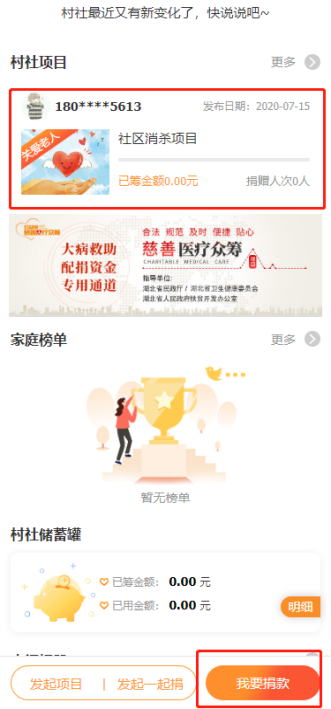 村社最近又有新变化了，快说说吧~
村社项目 更多
180****5613 发布日期：2020-07-15
关爱老人
社区消杀项目
已筹金额0.00元 捐赠人次0人
合法 规范 及时 便捷 贴心
大病救助
配捐资金
专用通道
慈善医疗众筹
CHARITABLE MEDICAL CARE
指导单位：
湖北省民政厅 / 湖北省卫生健康委员会
湖北省人民政府扶贫开发办公室
家庭榜单 更多
暂无榜单
村社储蓄罐
已筹金额： 0.00 元
已用金额： 0.00 元
明细
发起项目 | 发起一起捐
我要捐款